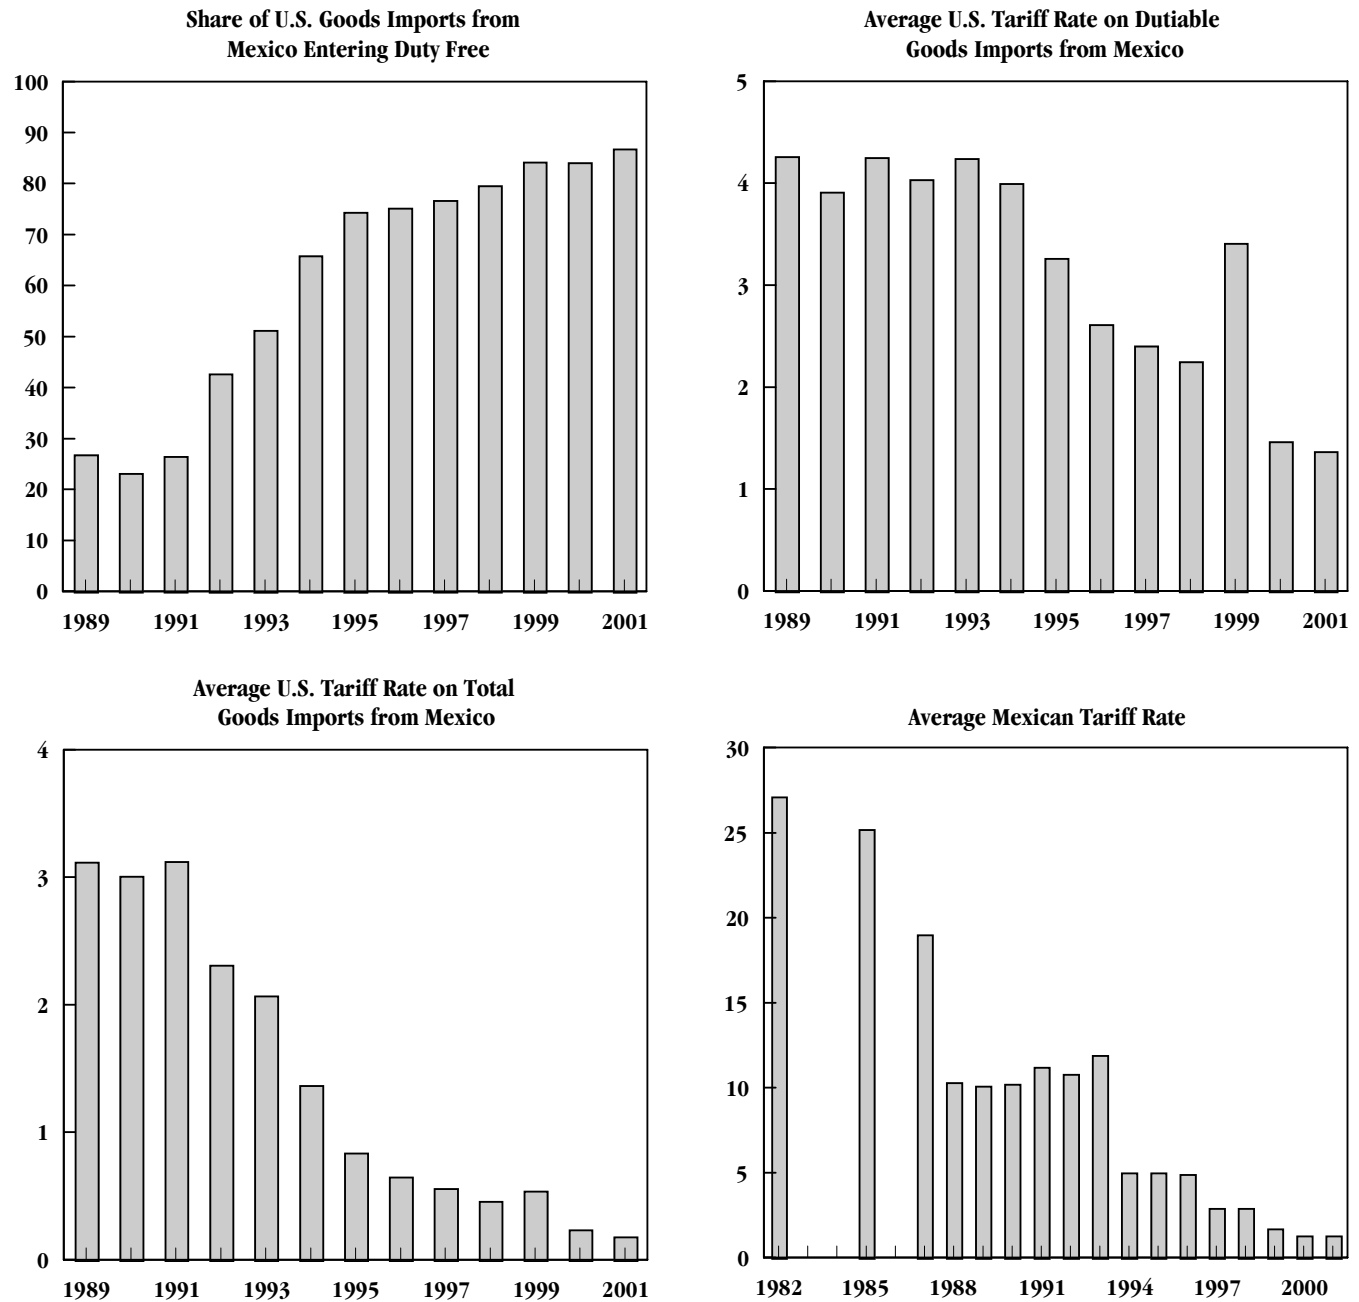 Share of U.S. Goods Imports from
Mexico Entering Duty Free
100
90
80
70
60
50
40
30
20
10
0
1989 1991 1993 1995 1997 1999 2001
Average U.S. Tariff Rate on Dutiable
Goods Imports from Mexico
5
4
3
2
1
0
1989 1991 1993 1995 1997 1999 2001
Average U.S. Tariff Rate on Total
Goods Imports from Mexico
4
3
2
1
0
1989 1991 1993 1995 1997 1999 2001
Average Mexican Tariff Rate
30
25
20
15
10
5
0
1982 1985 1988 1991 1994 1997 2000